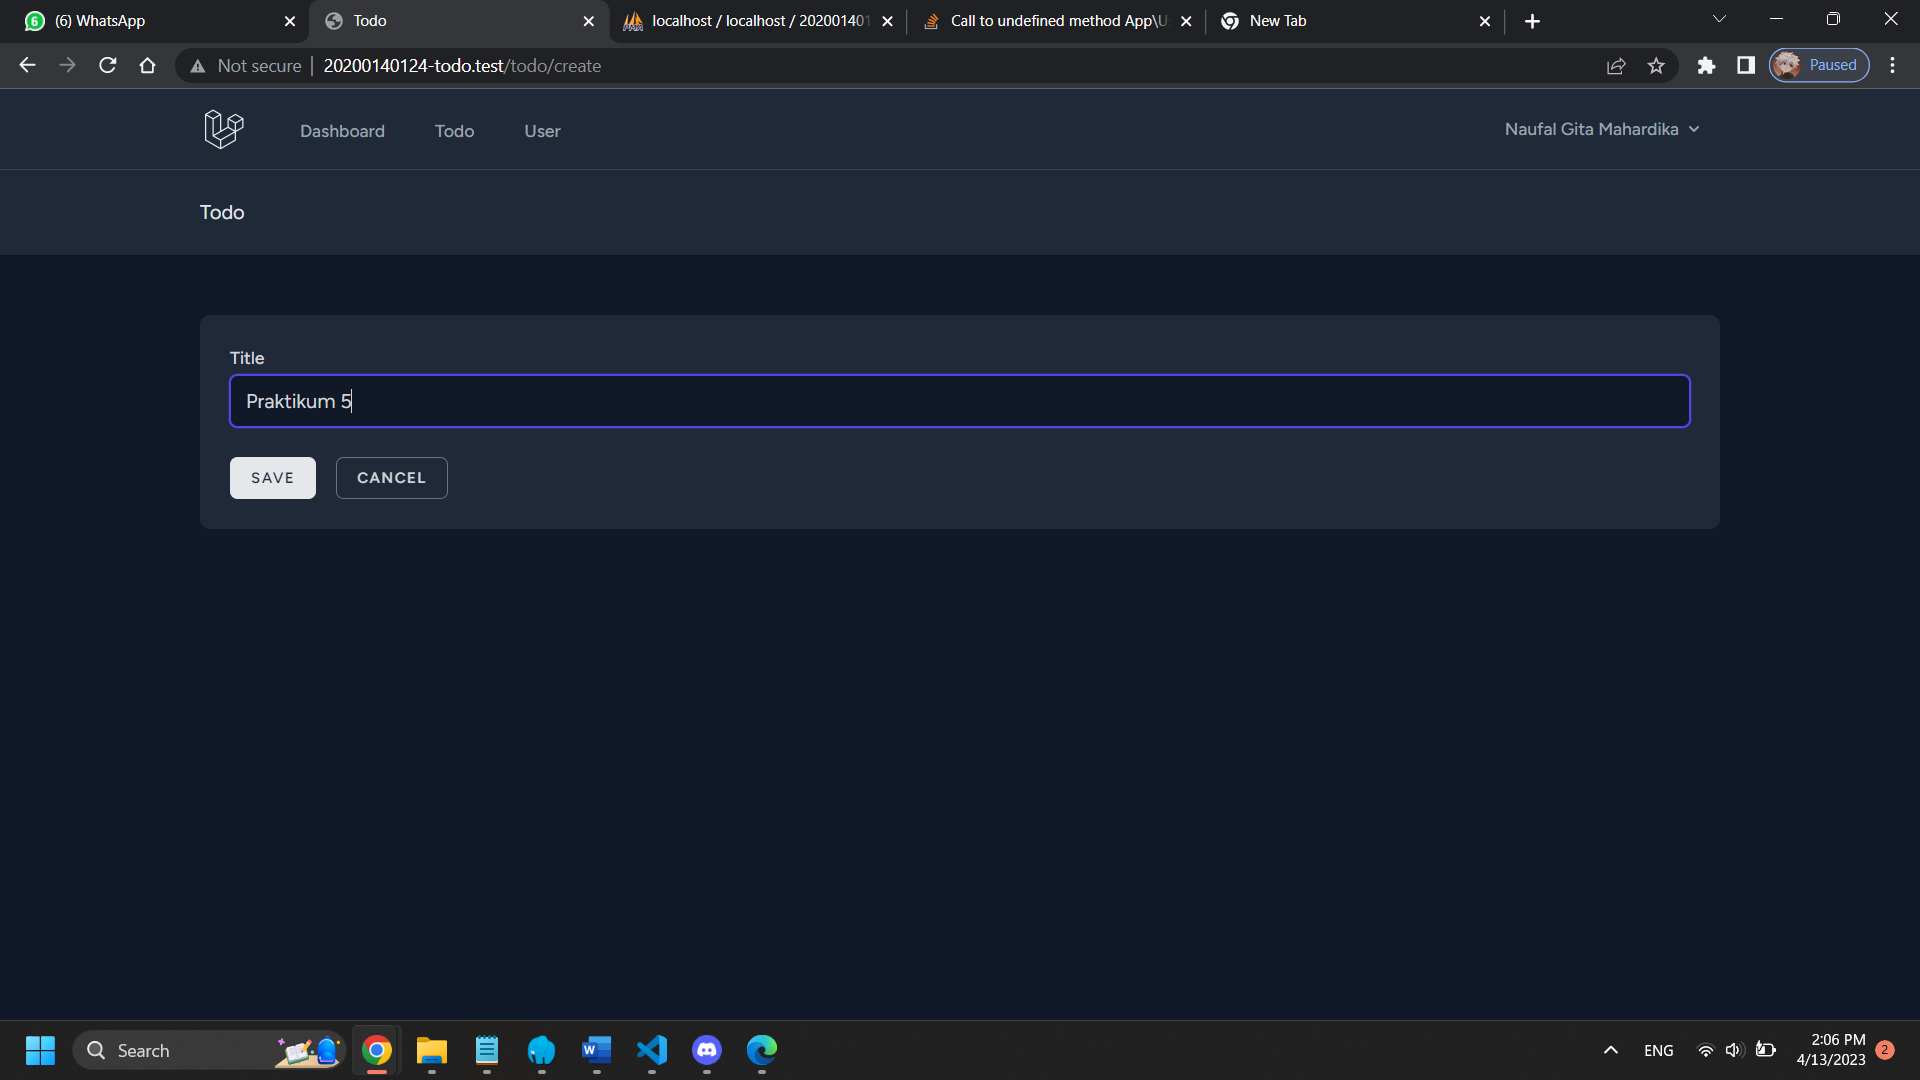 (6) WhatsApp
Todo
localhost / localhost / 202001401
Call to undefined method App\U
New Tab
Not secure
20200140124-todo.test/todo/create
Paused
Dashboard
Todo
User
Naufal Gita Mahardika
Todo
Title
Praktikum 5
SAVE
CANCEL
Search
ENG
2:06 PM
4/13/2023
2